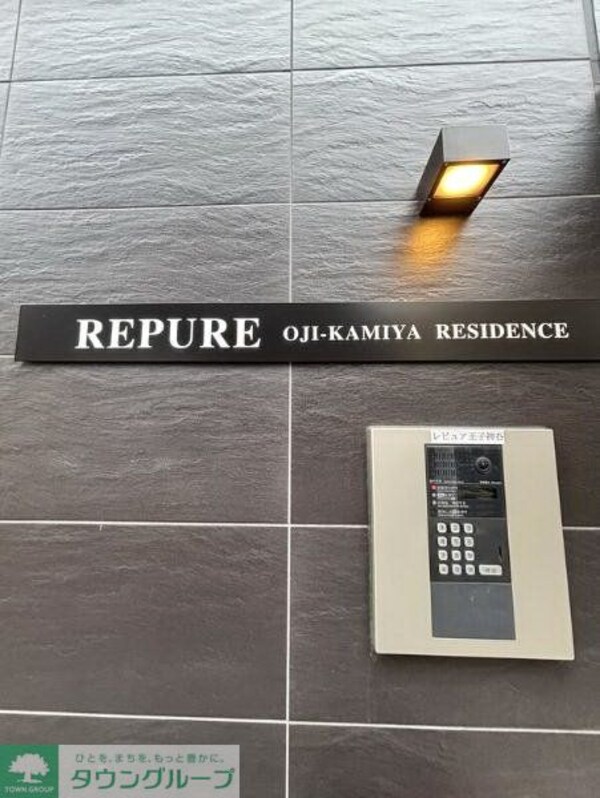 REPURE OJI-KAMIYA RESIDENCE
レピュア王子神谷
ひとを、まちを、もっと豊かに。
TOWN GROUP
タウングループ